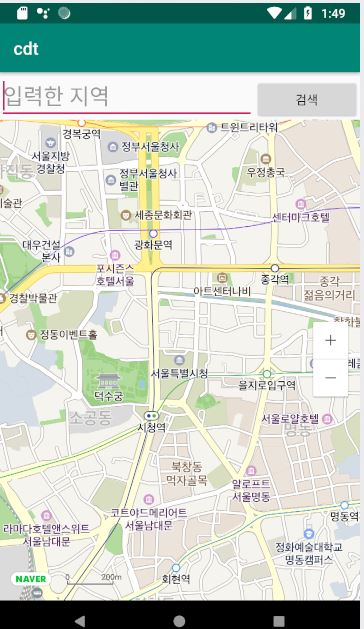 1:49
cdt
입력한 지역
검색
경복궁역
트윈트리타워
서울지방
경찰청
정부서울청사
정부서울청사
별관
우정총국
세종문화회관
센터마크호텔
대우건설
본사
광화문역
포시즌스
호텔서울
종각역
아트센터나비
종각
젊음의거리
경찰박물관
정동이벤트홀
서울특별시청
을지로입구역
덕수궁
소공동
시청역
서울로얄호텔
명동
북창동
먹자골목
알로프트
서울명동
코트야드메리어트
서울남대문
라마다호텔앤스위트
서울남대문
명동역
정화예술대학교
명동캠퍼스
회현역
NAVER
0
200m